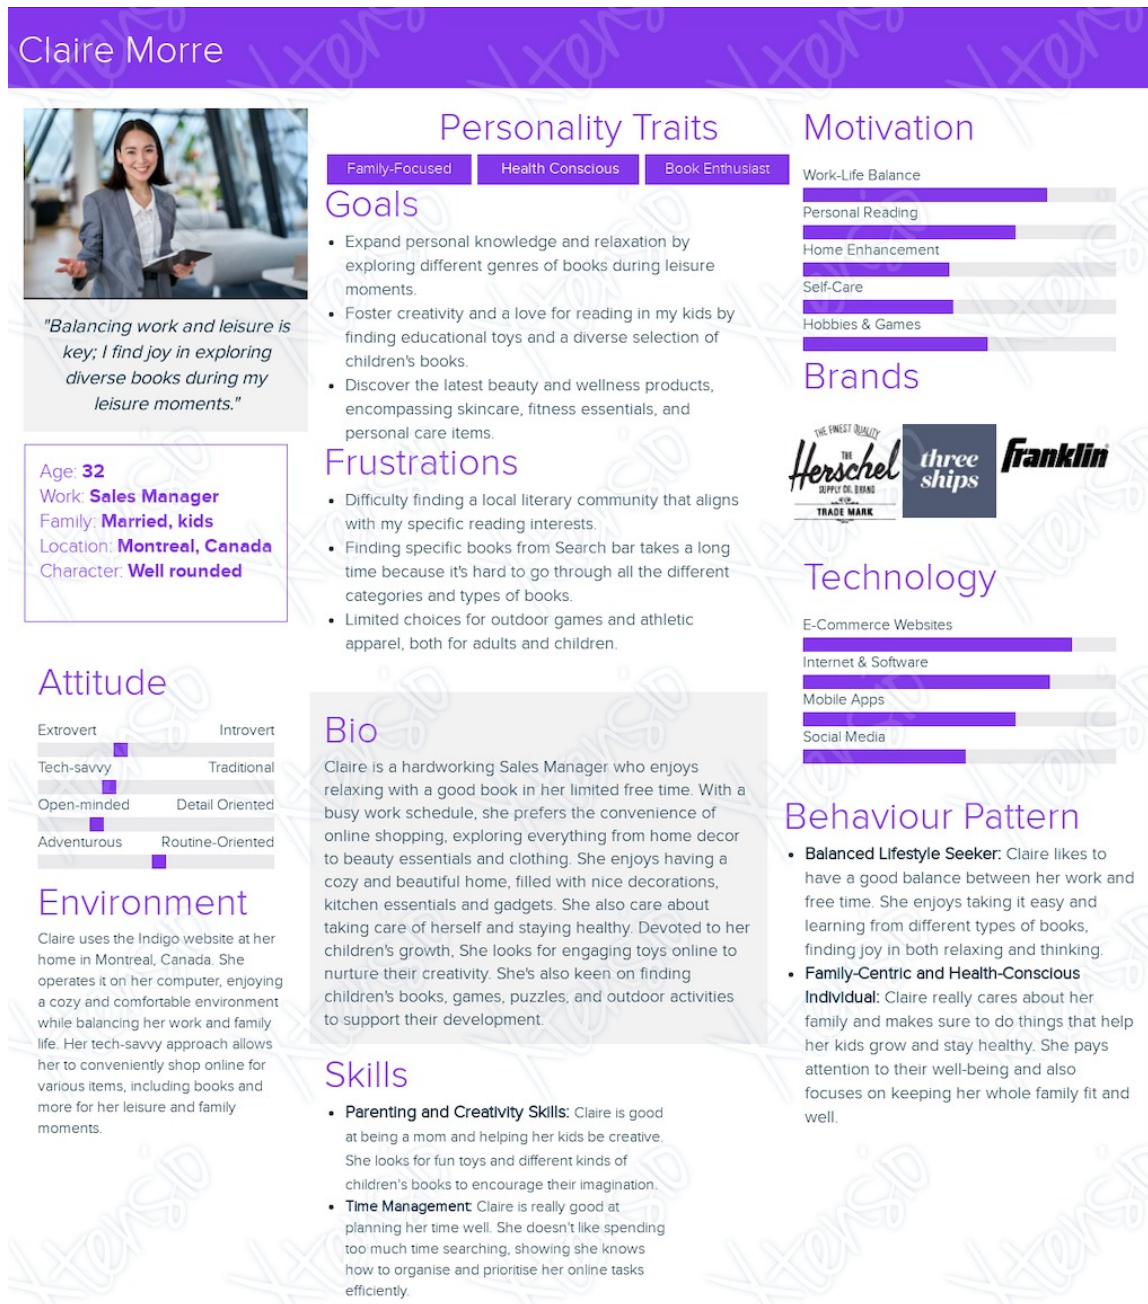 Claire Morre
"Balancing work and leisure is
key; I find joy in exploring
diverse books during my
leisure moments."
Age: 32
Work: Sales Manager
Family: Married, kids
Location: Montreal, Canada
Character: Well rounded
Attitude
Extrovert Introvert
Tech-savvy Traditional
Open-minded Detail Oriented
Adventurous Routine-Oriented
Environment
Claire uses the Indigo website at her
home in Montreal, Canada. She
operates it on her computer, enjoying
a cozy and comfortable environment
while balancing her work and family
life. Her tech-savvy approach allows
her to conveniently shop online for
various items, including books and
more for her leisure and family
moments.
Personality Traits
Family-Focused Health Conscious Book Enthusiast
Goals
• Expand personal knowledge and relaxation by
exploring different genres of books during leisure
moments.
• Foster creativity and a love for reading in my kids by
finding educational toys and a diverse selection of
children's books.
• Discover the latest beauty and wellness products,
encompassing skincare, fitness essentials, and
personal care items.
Frustrations
• Difficulty finding a local literary community that aligns
with my specific reading interests.
• Finding specific books from Search bar takes a long
time because it's hard to go through all the different
categories and types of books.
• Limited choices for outdoor games and athletic
apparel, both for adults and children.
Bio
Claire is a hardworking Sales Manager who enjoys
relaxing with a good book in her limited free time. With a
busy work schedule, she prefers the convenience of
online shopping, exploring everything from home decor
to beauty essentials and clothing. She enjoys having a
cozy and beautiful home, filled with nice decorations,
kitchen essentials and gadgets. She also care about
taking care of herself and staying healthy. Devoted to her
children's growth, She looks for engaging toys online to
nurture their creativity. She's also keen on finding
children's books, games, puzzles, and outdoor activities
to support their development.
Skills
• Parenting and Creativity Skills: Claire is good
at being a mom and helping her kids be creative.
She looks for fun toys and different kinds of
children's books to encourage their imagination.
• Time Management: Claire is really good at
planning her time well. She doesn't like spending
too much time searching, showing she knows
how to organise and prioritise her online tasks
efficiently.
Motivation
Work-Life Balance
Personal Reading
Home Enhancement
Self-Care
Hobbies & Games
Brands
THE FINEST QUALITY
THE
Herschel
SUPPLY CO. BRAND
TRADE MARK
three
ships
franklin
Technology
E-Commerce Websites
Internet & Software
Mobile Apps
Social Media
Behaviour Pattern
• Balanced Lifestyle Seeker: Claire likes to
have a good balance between her work and
free time. She enjoys taking it easy and
learning from different types of books,
finding joy in both relaxing and thinking.
• Family-Centric and Health-Conscious
Individual: Claire really cares about her
family and makes sure to do things that help
her kids grow and stay healthy. She pays
attention to their well-being and also
focuses on keeping her whole family fit and
well.
Xtensio